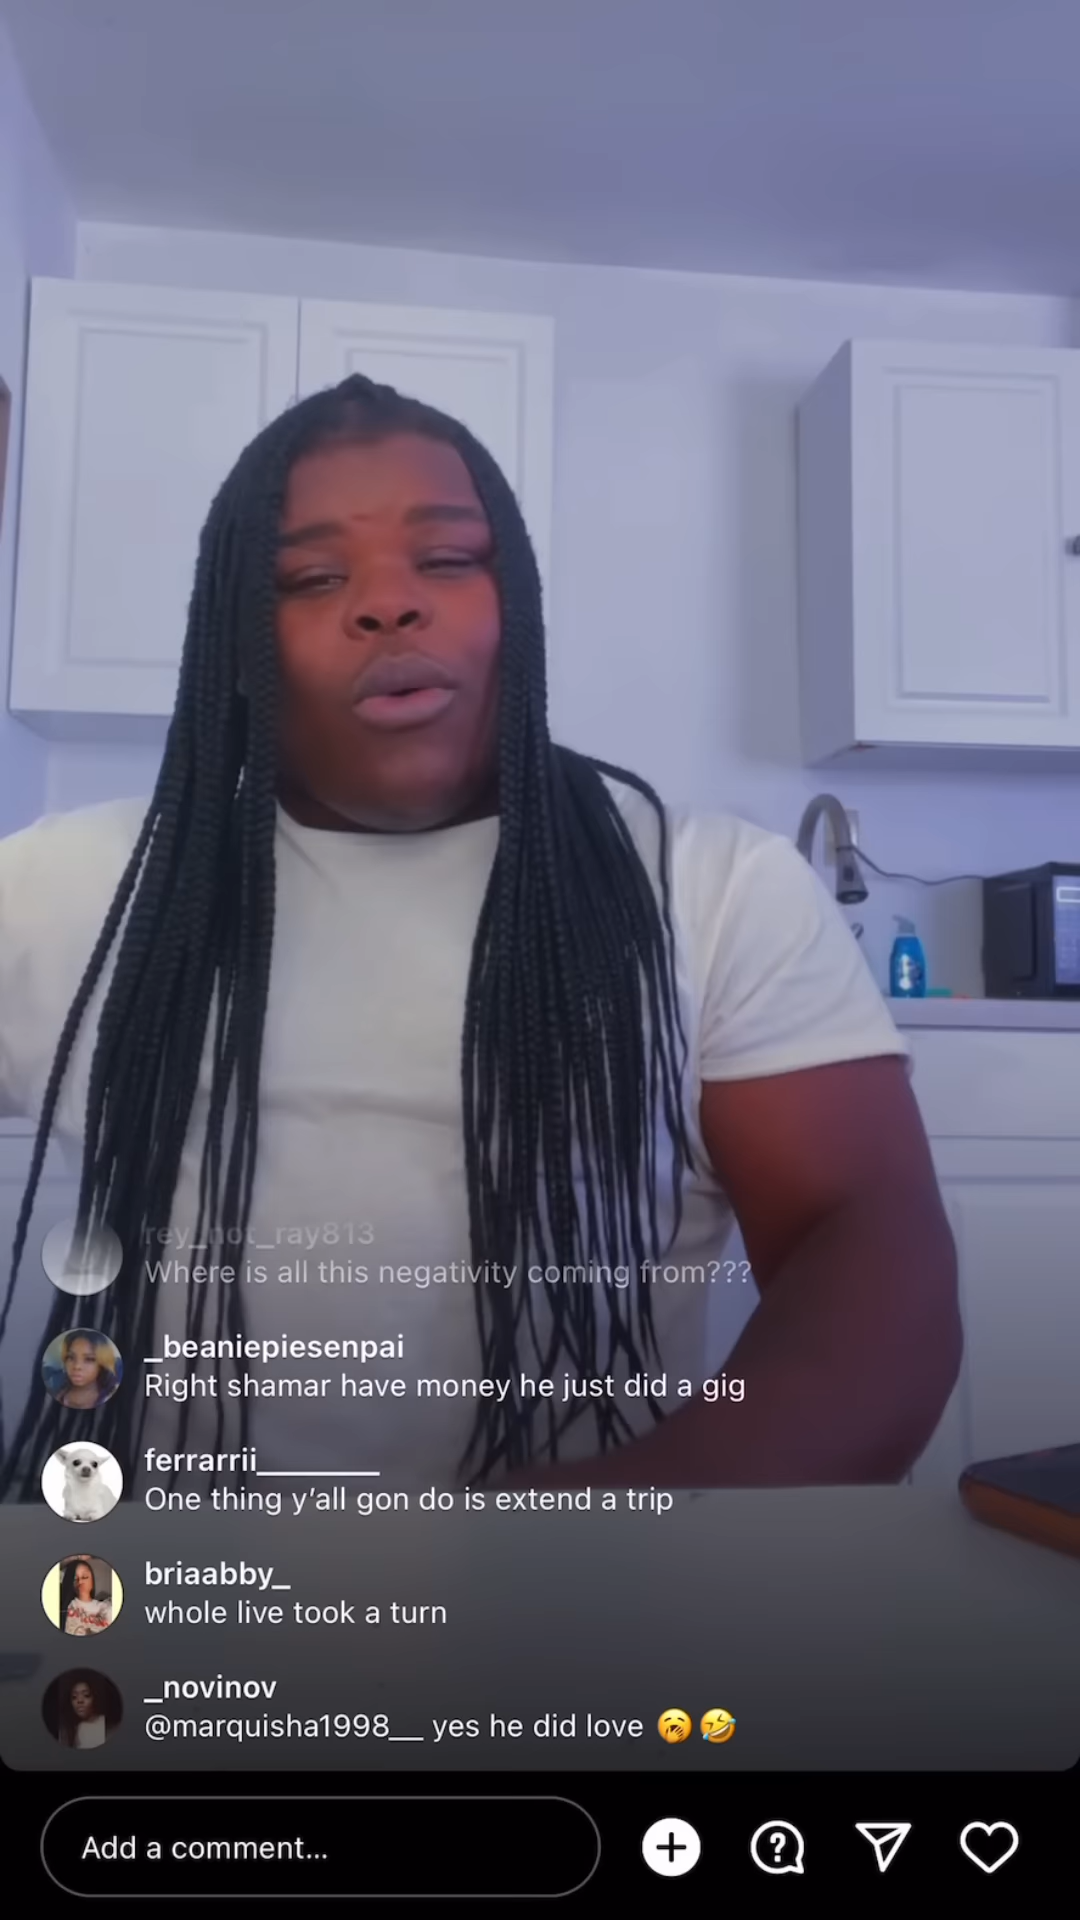 rey_not_ray813
Where is all this negativity coming from???
_beaniepiesenpai
Right shamar have money he just did a gig
ferrarrii________
One thing y’all gon do is extend a trip
briaabby_
whole live took a turn
_novinov
@marquisha1998__ yes he did love 🥱🤣
Add a comment...